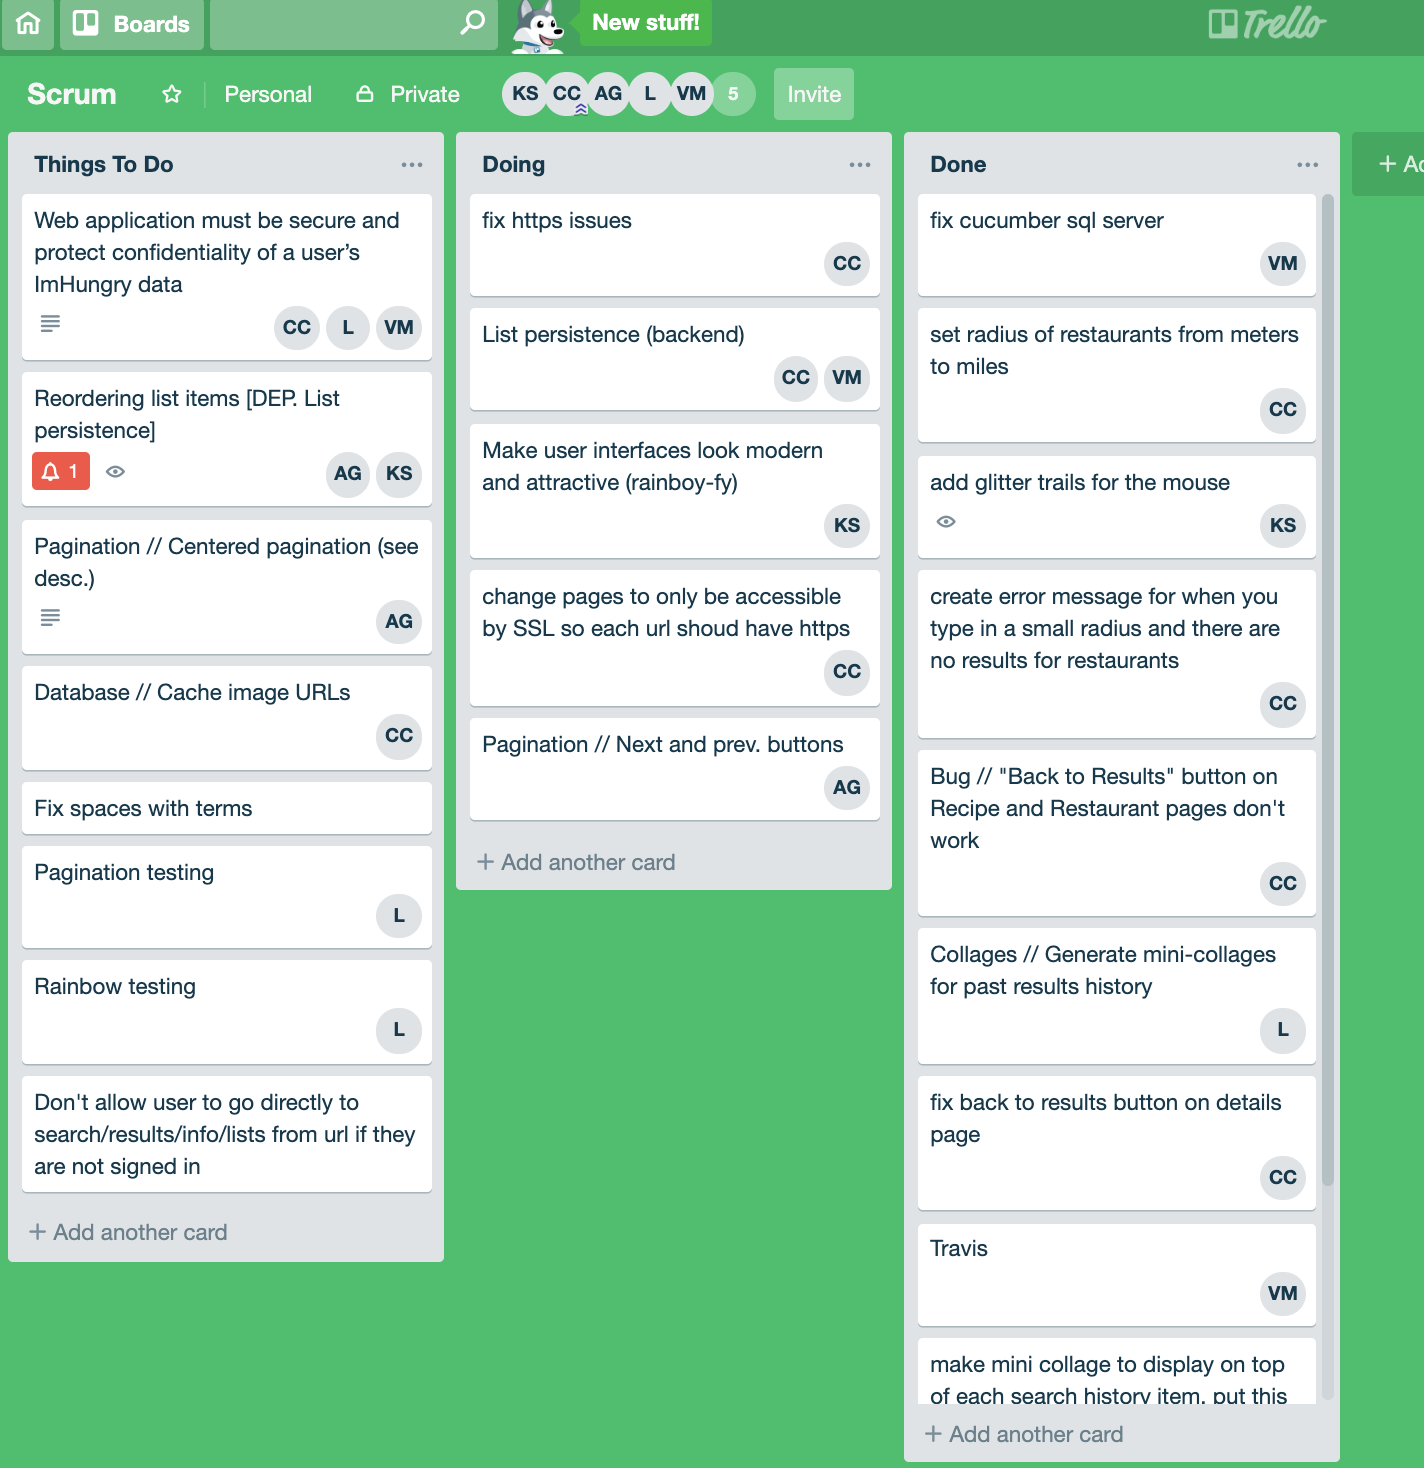 Boards
New stuff!
Trello
Scrum
Personal
Private
KS CC AG L VM 5
Invite
Things To Do
Web application must be secure and
protect confidentiality of a user’s
ImHungry data
CC L VM
Reordering list items [DEP. List
persistence]
1
AG KS
Pagination // Centered pagination (see
desc.)
AG
Database // Cache image URLs
CC
Fix spaces with terms
Pagination testing
L
Rainbow testing
L
Don't allow user to go directly to
search/results/info/lists from url if they
are not signed in
+ Add another card
Doing
fix https issues
CC
List persistence (backend)
CC VM
Make user interfaces look modern
and attractive (rainboy-fy)
KS
change pages to only be accessible
by SSL so each url shoud have https
CC
Pagination // Next and prev. buttons
AG
+ Add another card
Done
fix cucumber sql server
VM
set radius of restaurants from meters
to miles
CC
add glitter trails for the mouse
KS
create error message for when you
type in a small radius and there are
no results for restaurants
CC
Bug // "Back to Results" button on
Recipe and Restaurant pages don't
work
CC
Collages // Generate mini-collages
for past results history
L
fix back to results button on details
page
CC
Travis
VM
make mini collage to display on top
of each search history item. put this
+ Add another card